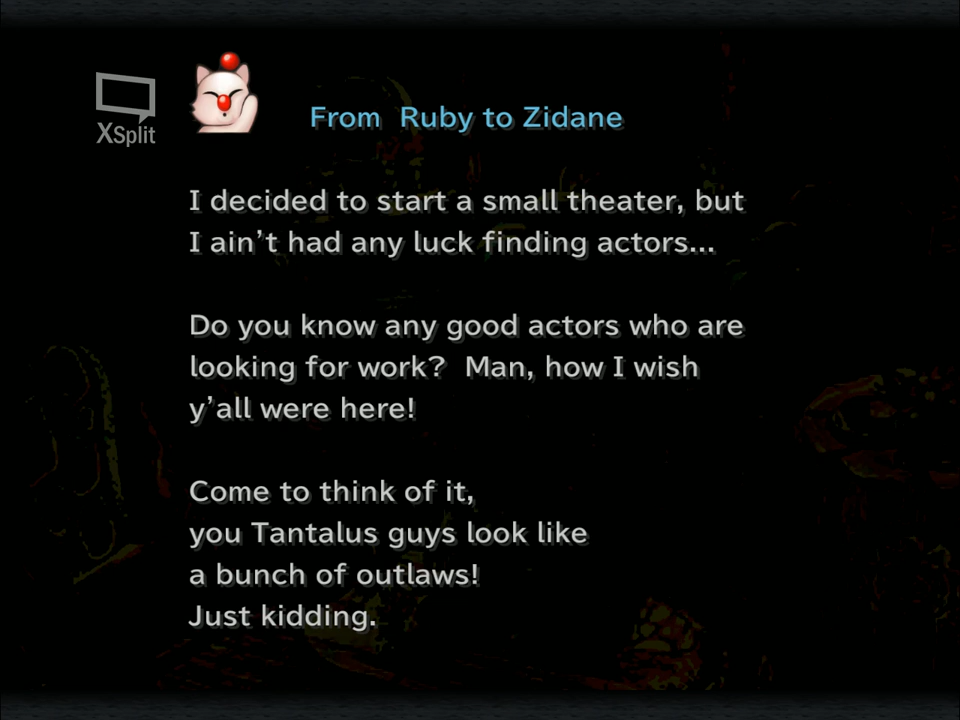 XSplit
From Ruby to Zidane
I decided to start a small theater, but
I ain't had any luck finding actors...
Do you know any good actors who are
looking for work? Man, how I wish
y'all were here!
Come to think of it,
you Tantalus guys look like
a bunch of outlaws!
Just kidding.